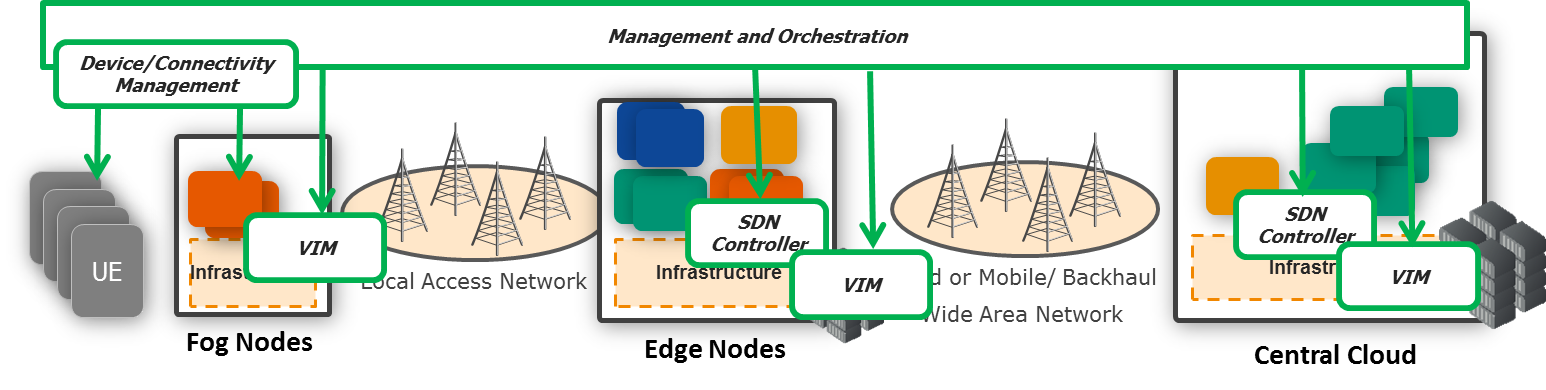 Management and Orchestration
Device/Connectivity
Management
UE
VIM
Infras
Fog Nodes
Local Access Network
SDN
Controller
Infrastructure
VIM
Edge Nodes
or Mobile/ Backhaul
Wide Area Network
SDN
Controller
Infrastr
VIM
Central Cloud